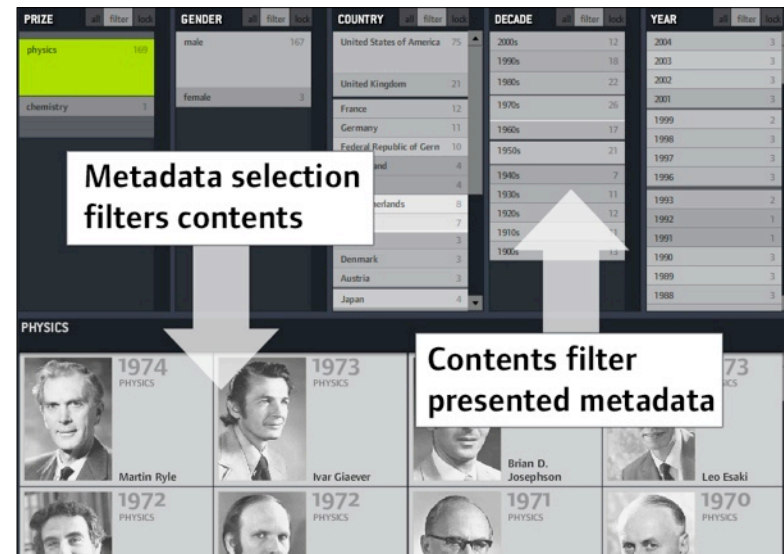 PRIZE all filter lock
physics 169
chemistry 1
GENDER all filter lock
male 167
female 3
COUNTRY all filter lock
United States of America 75
United Kingdom 21
France 12
Germany 11
Federal Republic of Gern 10
4
4
8
7
3
Denmark 3
Austria 3
Japan 4
DECADE all filter lock
2000s 12
1990s 18
1980s 22
1970s 26
1960s 17
1950s 21
1940s 7
1930s 11
1920s 12
1910s
1900s 13
YEAR all filter lock
2004 3
2003 3
2002 3
2001 3
1999 2
1998 3
1997 3
1996 3
1993 2
1992 1
1991 1
1990 3
1989 3
1988 3
Metadata selection
filters contents
Contents filter
presented metadata
PHYSICS
1974
PHYSICS
Martin Ryle
1973
PHYSICS
Ivar Giaever
Brian D.
Josephson
73
Leo Esaki
1972
PHYSICS
1972
PHYSICS
1971
PHYSICS
1970
PHYSICS